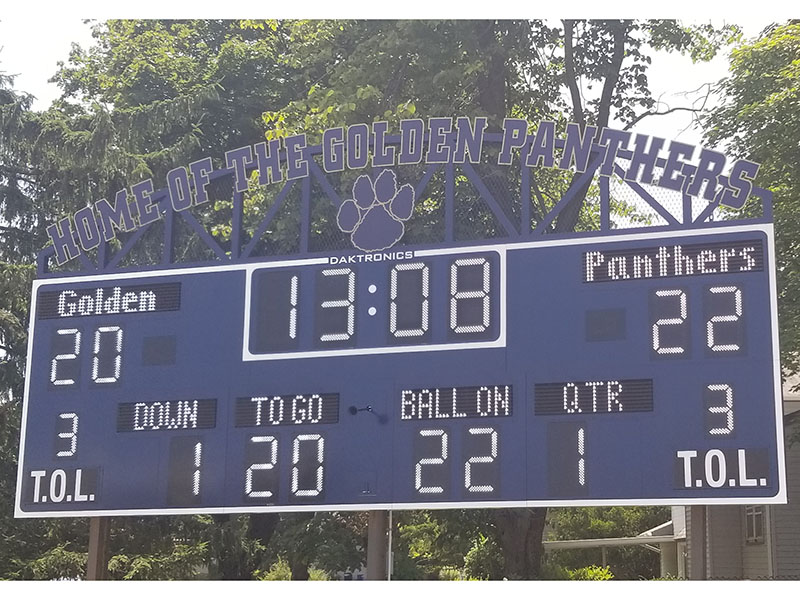 HOME OF THE GOLDEN PANTHERS
DAKTRONICS
Golden 13:08 Panthers
20 22
DOWN TO GO BALL ON QTR
3 1 20 22 1 3
T.O.L. T.O.L.